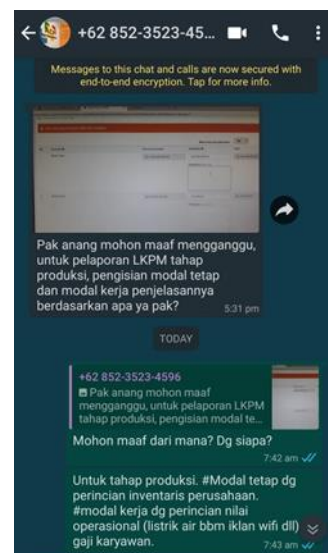 +62 852-3523-45...
Messages to this chat and calls are now secured with
end-to-end encryption. Tap for more info.
Pak anang mohon maaf mengganggu,
untuk pelaporan LKPM tahap
produksi, pengisian modal tetap
dan modal kerja penjelasannya
berdasarkan apa ya pak?
5:31 pm
TODAY
+62 852-3523-4596
Pak anang mohon maaf
mengganggu, untuk pelaporan LKPM
tahap produksi, pengisian modal te...
Mohon maaf dari mana? Dg siapa?
7:42 am
Untuk tahap produksi. #Modal tetap dg
perincian inventaris perusahaan.
#modal kerja dg perincian nilai
operasional (listrik air bbm iklan wifi dll)
gaji karyawan.
7:43 am